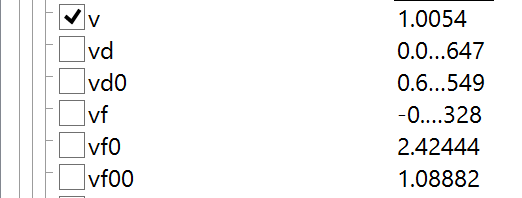 v 1.0054
vd 0.0...647
vd0 0.6...549
vf -0....328
vf0 2.42444
vf00 1.08882